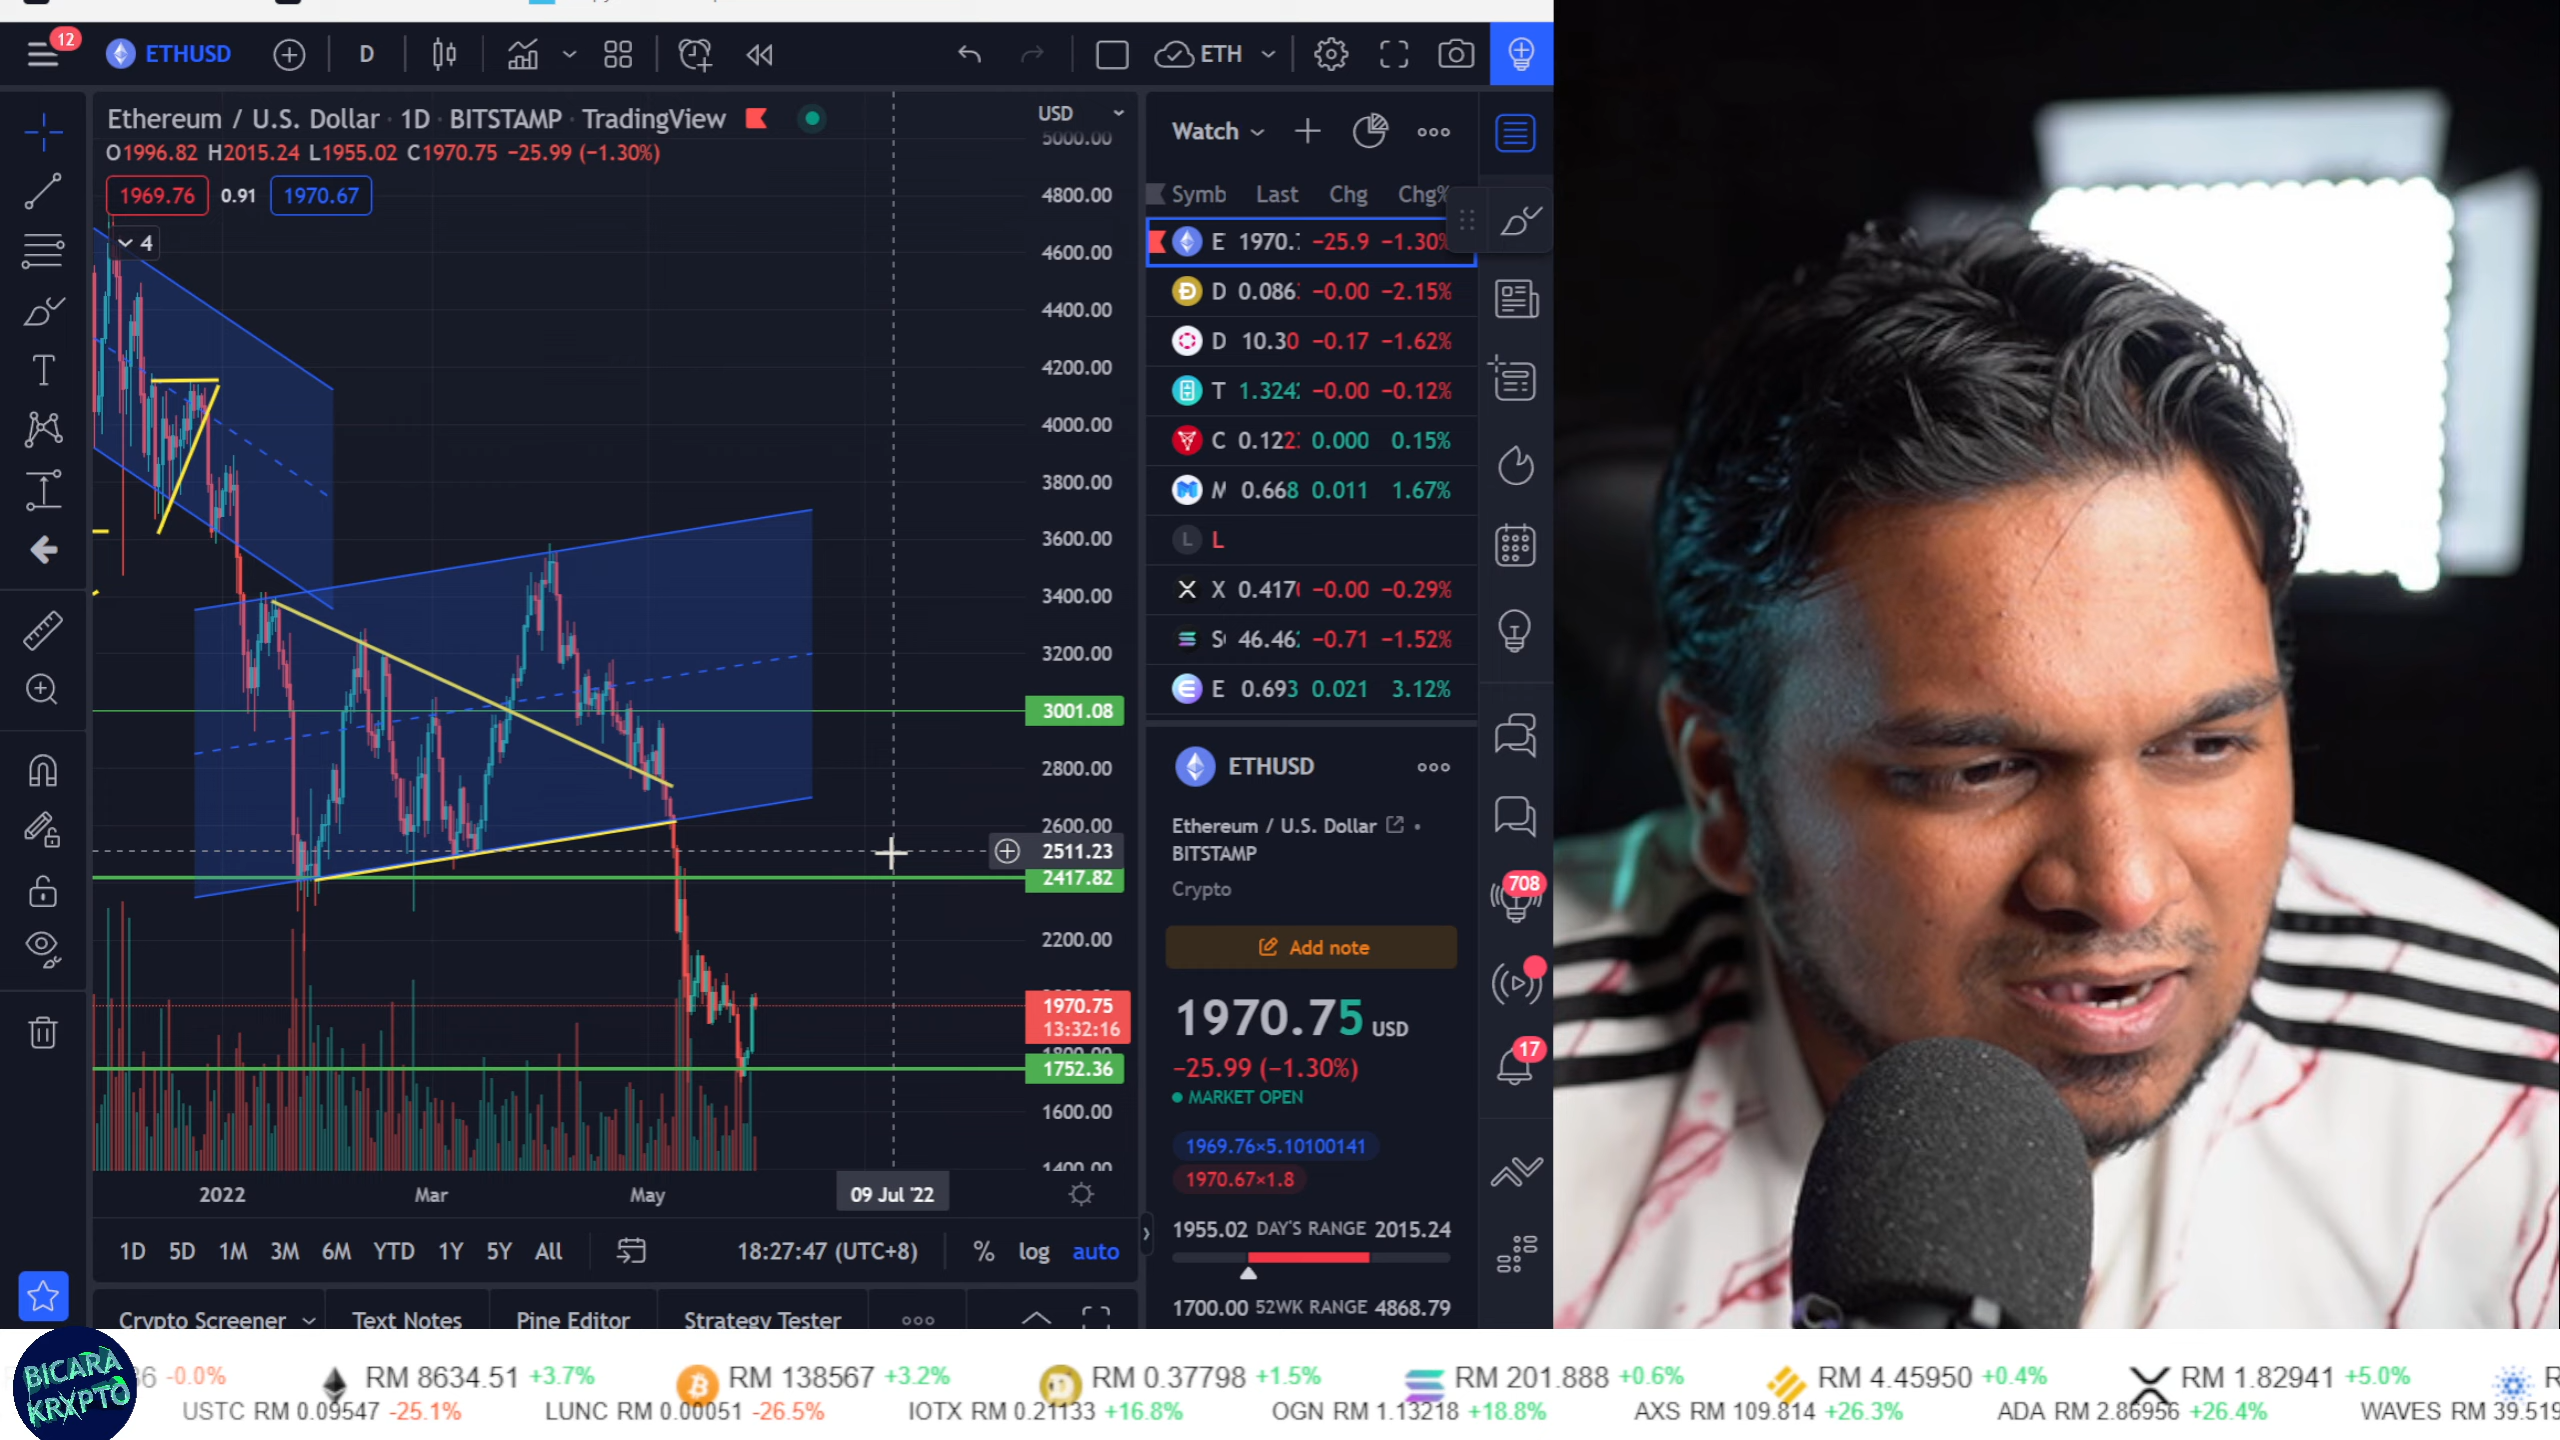 12
ETHUSD
D
ETH
Ethereum / U.S. Dollar · 1D · BITSTAMP · TradingView
O1996.82 H2015.24 L1955.02 C1970.75 −25.99 (−1.30%)
1969.76 0.91 1970.67
4
USD
5000.00
4800.00
4600.00
4400.00
4200.00
4000.00
3800.00
3600.00
3400.00
3200.00
3001.08
2800.00
2600.00
2511.23
2417.82
2200.00
1970.75
13:32:16
1752.36
1600.00
1400.00
2022 Mar May 09 Jul '22
1D 5D 1M 3M 6M YTD 1Y 5Y All
18:27:47 (UTC+8)
% log auto
Crypto Screener Text Notes Pine Editor Strategy Tester
Watch
Symb Last Chg Chg%
E 1970. −25.9 −1.30%
D 0.086 −0.00 −2.15%
D 10.30 −0.17 −1.62%
T 1.324 −0.00 −0.12%
C 0.122 0.000 0.15%
M 0.668 0.011 1.67%
L L
X 0.417 −0.00 −0.29%
S 46.46 −0.71 −1.52%
E 0.693 0.021 3.12%
ETHUSD
Ethereum / U.S. Dollar
BITSTAMP
Crypto
Add note
1970.75 USD
−25.99 (−1.30%)
MARKET OPEN
1969.76×5.10100141
1970.67×1.8
1955.02 DAY'S RANGE 2015.24
1700.00 52WK RANGE 4868.79
708
17
BICARA
KRXPTO
6 -0.0% RM 8634.51 +3.7% RM 138567 +3.2% RM 0.37798 +1.5% RM 201.888 +0.6% RM 4.45950 +0.4% RM 1.82941 +5.0%
USTC RM 0.09547 -25.1% LUNC RM 0.00051 -26.5% IOTX RM 0.21133 +16.8% OGN RM 1.13218 +18.8% AXS RM 109.814 +26.3% ADA RM 2.86956 +26.4% WAVES RM 39.519